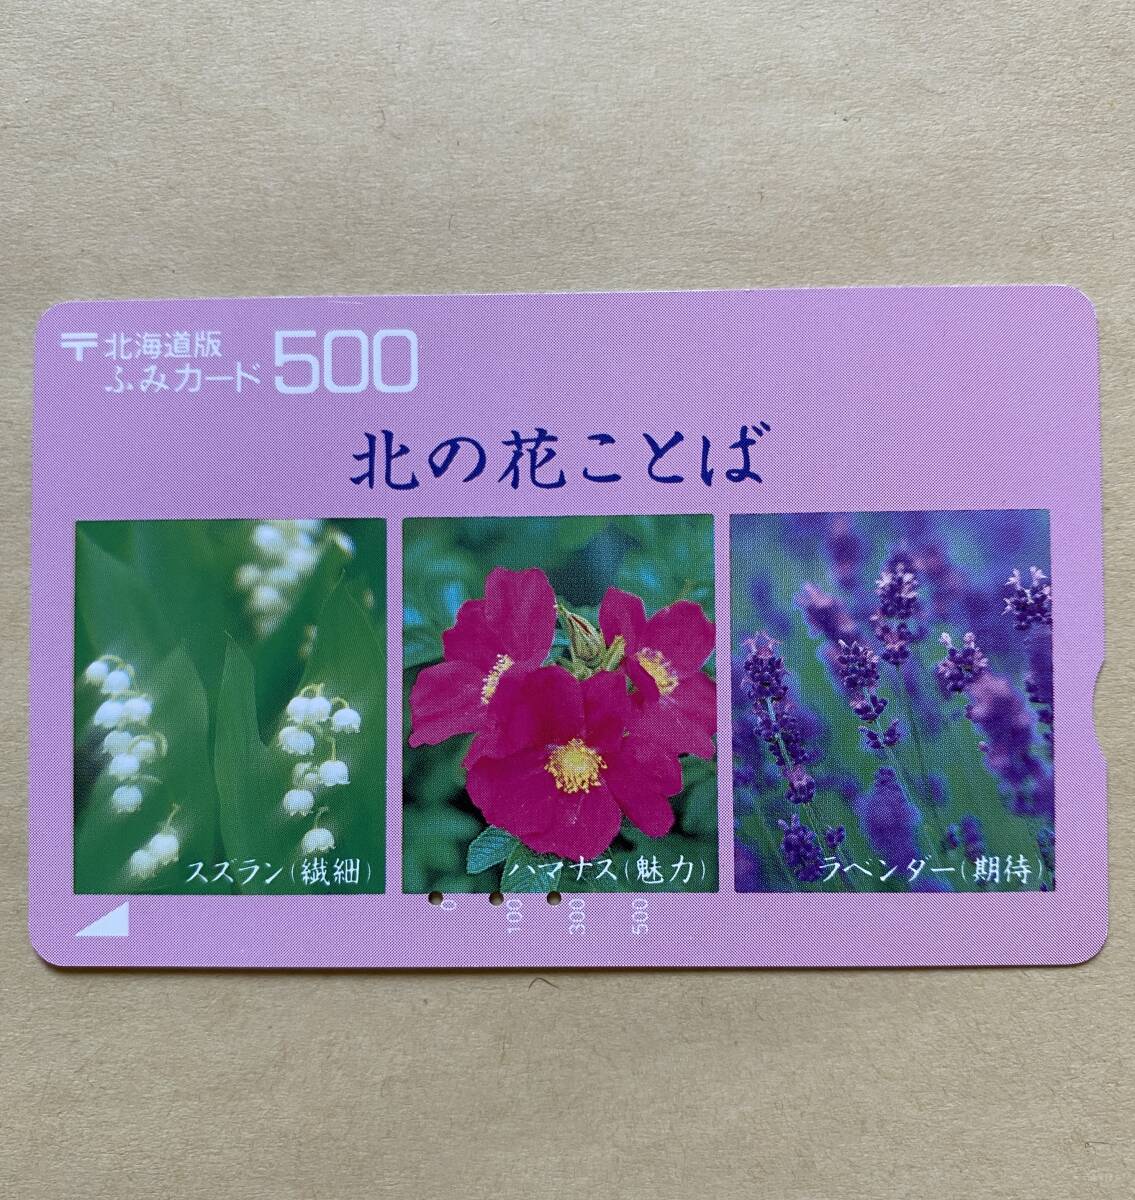 〒北海道版
ふみカード 500
北の花ことば
スズラン(繊細)
ハマナス(魅力)
ラベンダー(期待)
0 100 300 500